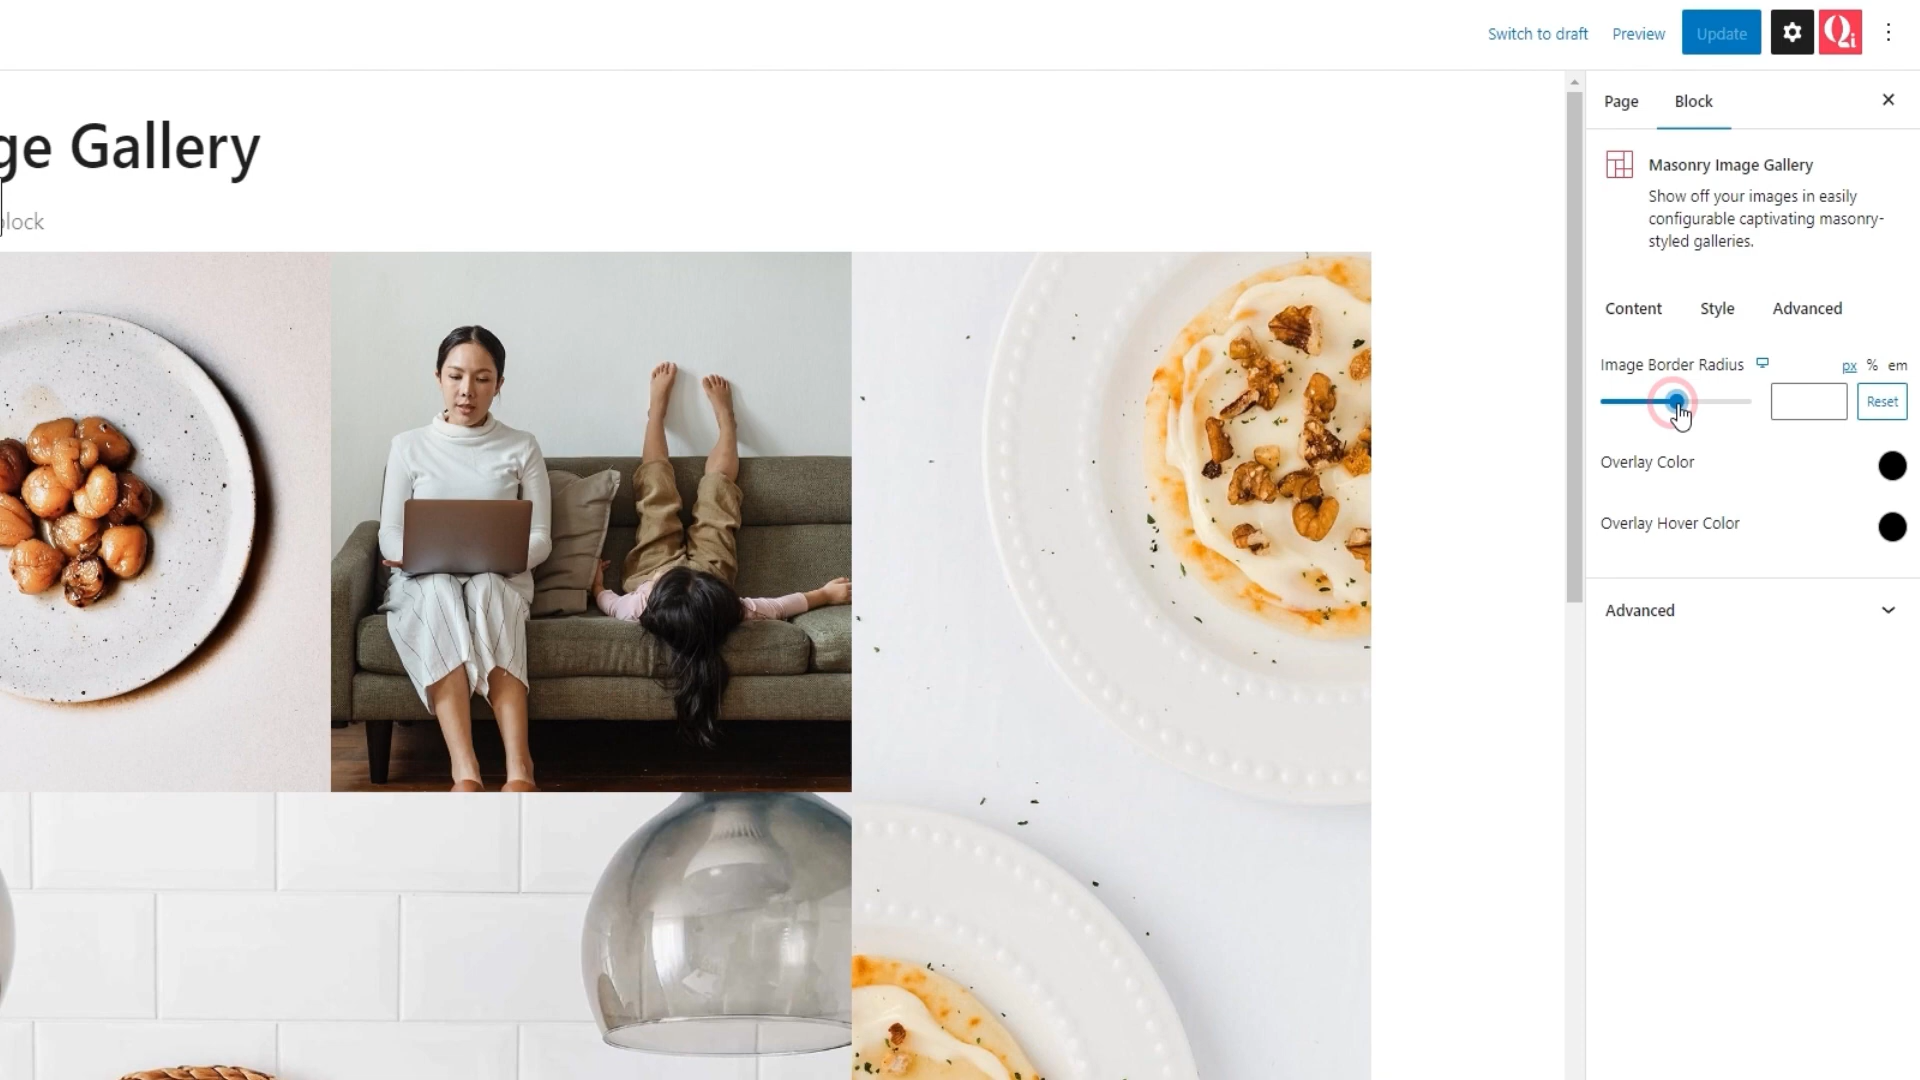 Switch to draft Preview Update Qi
ge Gallery
block
Page Block
Masonry Image Gallery
Show off your images in easily
configurable captivating masonry-
styled galleries.
Content Style Advanced
Image Border Radius px % em
Reset
Overlay Color
Overlay Hover Color
Advanced